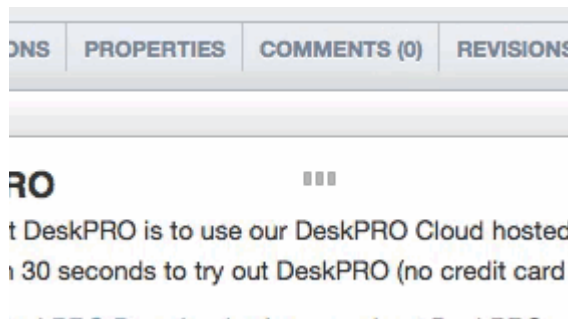 PROPERTIES COMMENTS (0) REVISIONS
t DeskPRO is to use our DeskPRO Cloud hosted
30 seconds to try out DeskPRO (no credit card